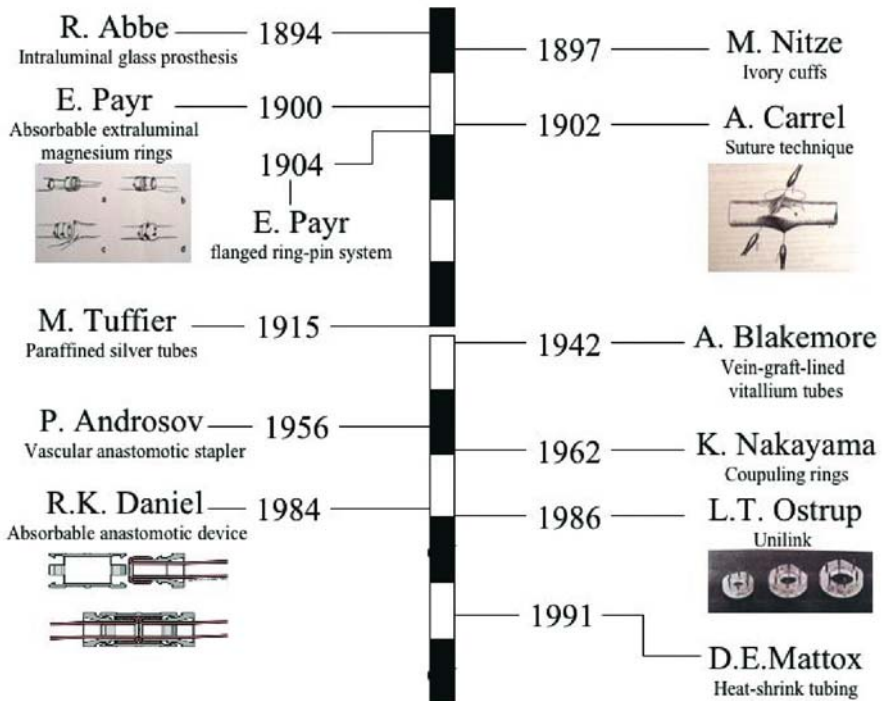 R. Abbe
1894
Intraluminal glass prosthesis
1897
M. Nitze
Ivory cuffs
E. Payr
1900
Absorbable extraluminal
magnesium rings
1902
A. Carrel
Suture technique
1904
a
b
c
d
E. Payr
flanged ring-pin system
M. Tuffier
1915
Paraffined silver tubes
1942
A. Blakemore
Vein-graft-lined
vitallium tubes
P. Androsov
1956
Vascular anastomotic stapler
1962
K. Nakayama
Coupuling rings
R.K. Daniel
1984
Absorbable anastomotic device
1986
L.T. Ostrup
Unilink
1991
D.E.Mattox
Heat-shrink tubing